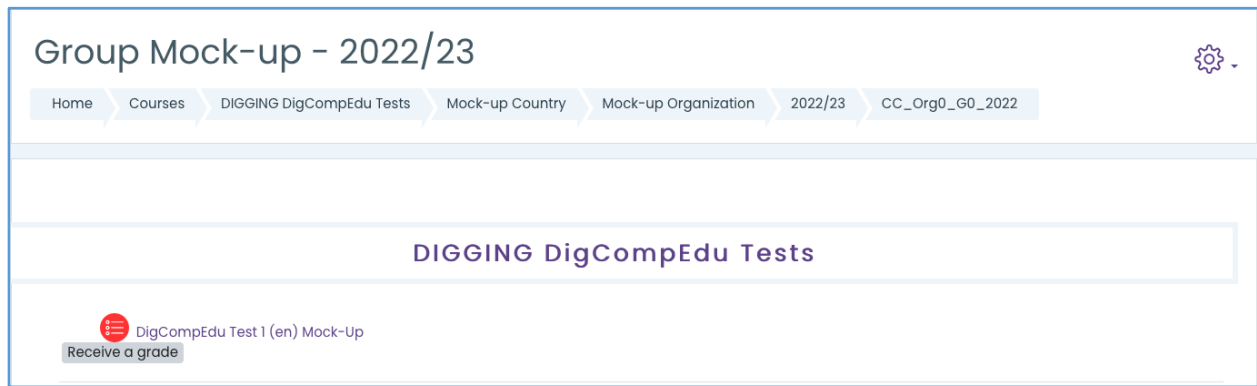 Group Mock-up - 2022/23
Home Courses DIGGING DigCompEdu Tests Mock-up Country Mock-up Organization 2022/23 CC_Org0_G0_2022
DIGGING DigCompEdu Tests
DigCompEdu Test 1 (en) Mock-Up
Receive a grade